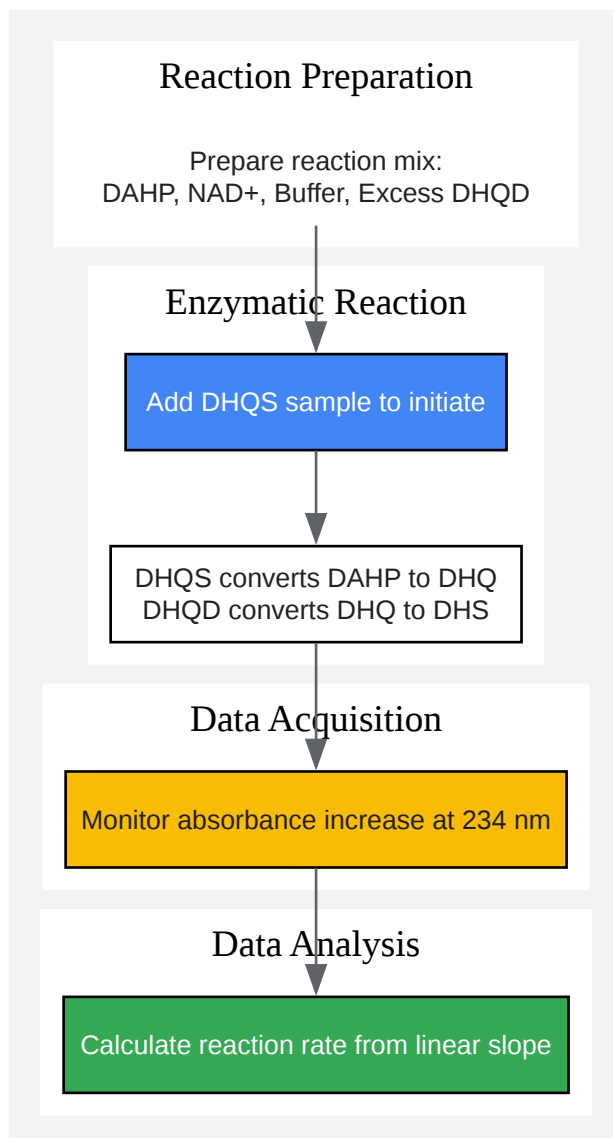 Reaction Preparation
Prepare reaction mix:
DAHP, NAD+, Buffer, Excess DHQD
Enzymatic Reaction
Add DHQS sample to initiate
DHQS converts DAHP to DHQ
DHQD converts DHQ to DHS
Data Acquisition
Monitor absorbance increase at 234 nm
Data Analysis
Calculate reaction rate from linear slope